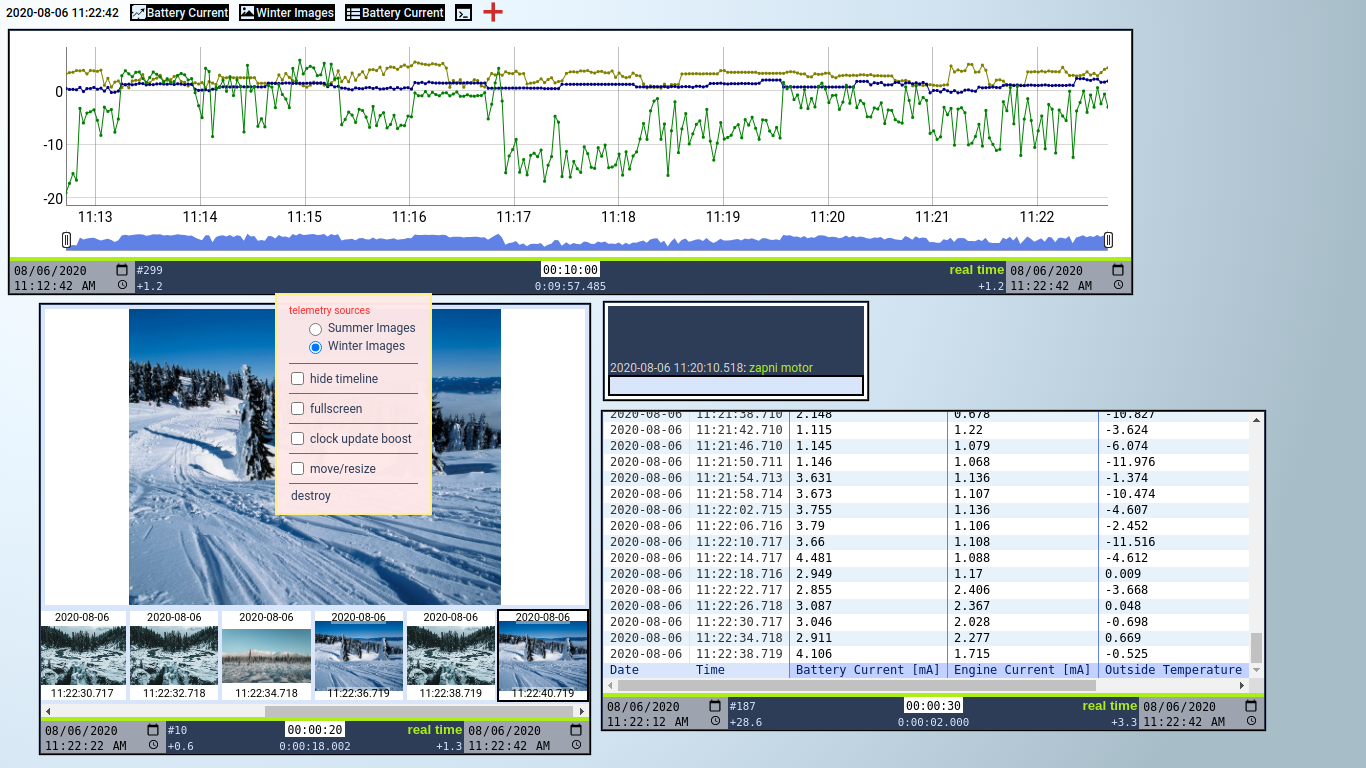 2020-08-06 11:22:42 Battery Current Winter Images Battery Current
0
-10
-20
11:13 11:14 11:15 11:16 11:17 11:18 11:19 11:20 11:21 11:22
08/06/2020 #299 00:10:00 real time 08/06/2020
11:12:42 AM +1.2 0:09:57.485 +1.2 11:22:42 AM
telemetry sources
Summer Images
Winter Images
hide timeline
fullscreen
clock update boost
move/resize
destroy
2020-08-06 2020-08-06 2020-08-06 2020-08-06 2020-08-06 2020-08-06
11:22:30.717 11:22:32.718 11:22:34.718 11:22:36.719 11:22:38.719 11:22:40.719
08/06/2020 #10 00:00:20 real time 08/06/2020
11:22:22 AM +0.6 0:00:18.002 +1.3 11:22:42 AM
2020-08-06 11:20:10.518: zapni motor
2020-08-06 11:21:38.710 2.148 0.678 -10.827
2020-08-06 11:21:42.710 1.115 1.22 -3.624
2020-08-06 11:21:46.710 1.145 1.079 -6.074
2020-08-06 11:21:50.711 1.146 1.068 -11.976
2020-08-06 11:21:54.713 3.631 1.136 -1.374
2020-08-06 11:21:58.714 3.673 1.107 -10.474
2020-08-06 11:22:02.715 3.755 1.136 -4.607
2020-08-06 11:22:06.716 3.79 1.106 -2.452
2020-08-06 11:22:10.717 3.66 1.108 -11.516
2020-08-06 11:22:14.717 4.481 1.088 -4.612
2020-08-06 11:22:18.716 2.949 1.17 0.009
2020-08-06 11:22:22.717 2.855 2.406 -3.668
2020-08-06 11:22:26.718 3.087 2.367 0.048
2020-08-06 11:22:30.717 3.046 2.028 -0.698
2020-08-06 11:22:34.718 2.911 2.277 0.669
2020-08-06 11:22:38.719 4.106 1.715 -0.525
Date Time Battery Current [mA] Engine Current [mA] Outside Temperature
08/06/2020 #187 00:00:30 real time 08/06/2020
11:22:12 AM +28.6 0:00:02.000 +3.3 11:22:42 AM